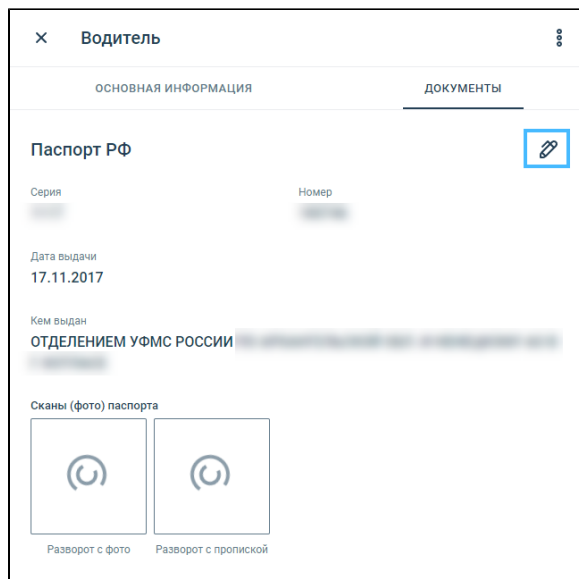 Водитель
ОСНОВНАЯ ИНФОРМАЦИЯ ДОКУМЕНТЫ
Паспорт РФ
Серия Номер
Дата выдачи
17.11.2017
Кем выдан
ОТДЕЛЕНИЕМ УФМС РОССИИ
Сканы (фото) паспорта
Разворот с фото Разворот с пропиской